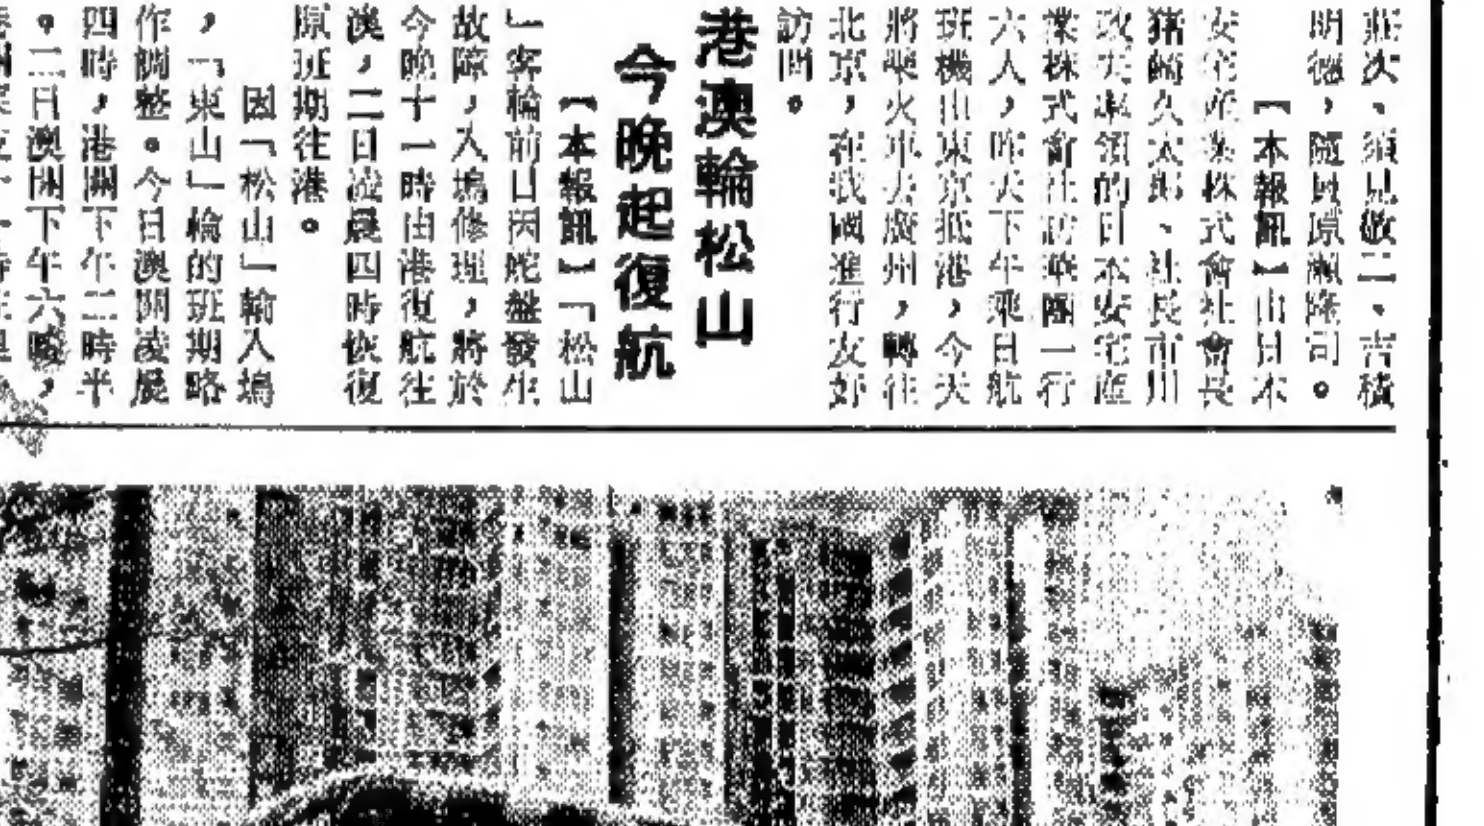 莊次、須見敬二、吉積
明德,隨員原瀨隆司。
【本報訊】由日本
安宅產業株式會社會長
猪崎久太郎、社長市川
政夫率領的日本安宅產
業株式會社訪華團一行
六人,昨天下午乘日航
班機由東京抵港,今天
將乘火車去廣州,轉往
北京,在我國進行友好
訪問。
港澳輪松山
今晚起復航
【本報訊】「松山
」客輪前日因舵盤發生
故障,入塢修理,將於
今晚十一時由港復航往
澳,二日凌晨四時恢復
原班期往港。
因「松山」輪入塢
,「東山」輪的班期略
作調整。今日澳開凌晨
四時,港開下午二時半
。二日澳開下午六時,